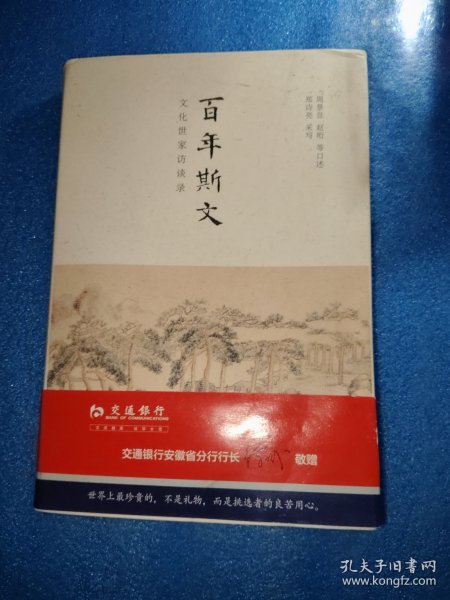 百年斯文
文化世家访谈录
周景良 赵珩 等口述
郑诗亮 采写
交通銀行
BANK OF COMMUNICATIONS
交通银行安徽省分行行长 敬赠
世界上最珍贵的，不是礼物，而是挑选者的良苦用心。
孔夫子旧书网
www.kongfz.com